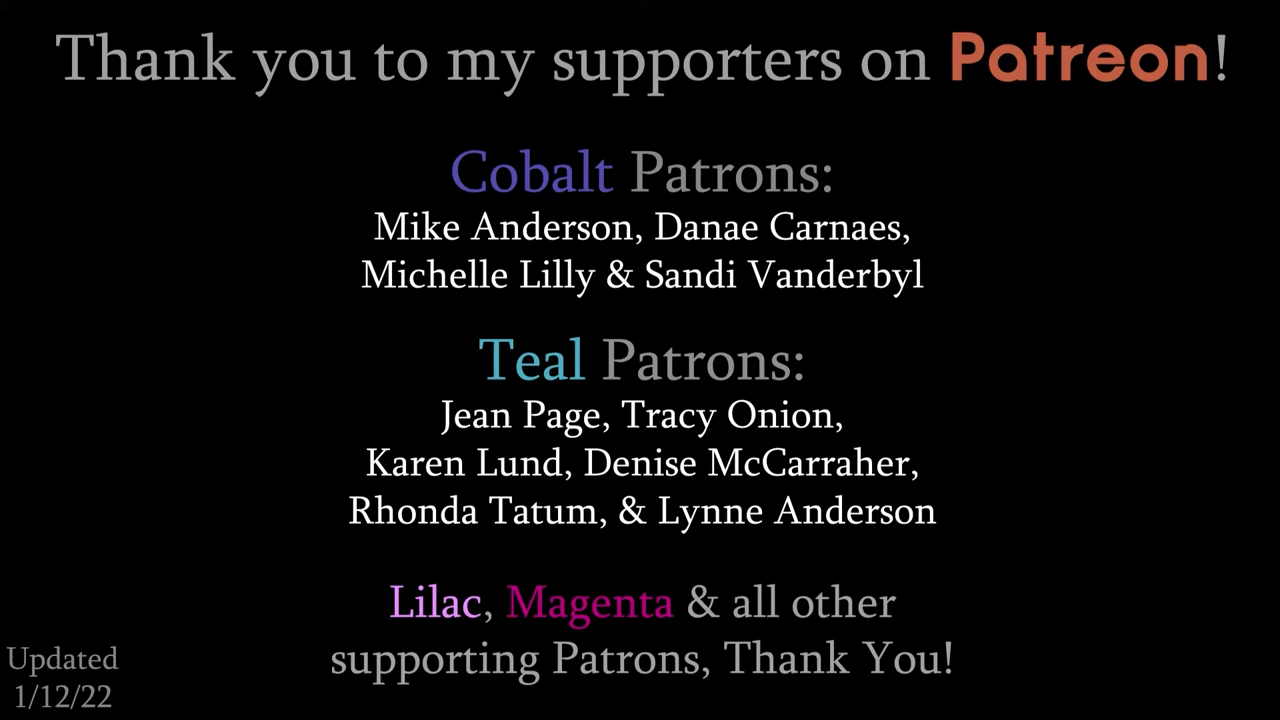 Thank you to my supporters on Patreon!
Cobalt Patrons:
Mike Anderson, Danae Carnaes,
Michelle Lilly & Sandi Vanderbyl
Teal Patrons:
Jean Page, Tracy Onion,
Karen Lund, Denise McCarraher,
Rhonda Tatum, & Lynne Anderson
Lilac, Magenta & all other
supporting Patrons, Thank You!
Updated
1/12/22